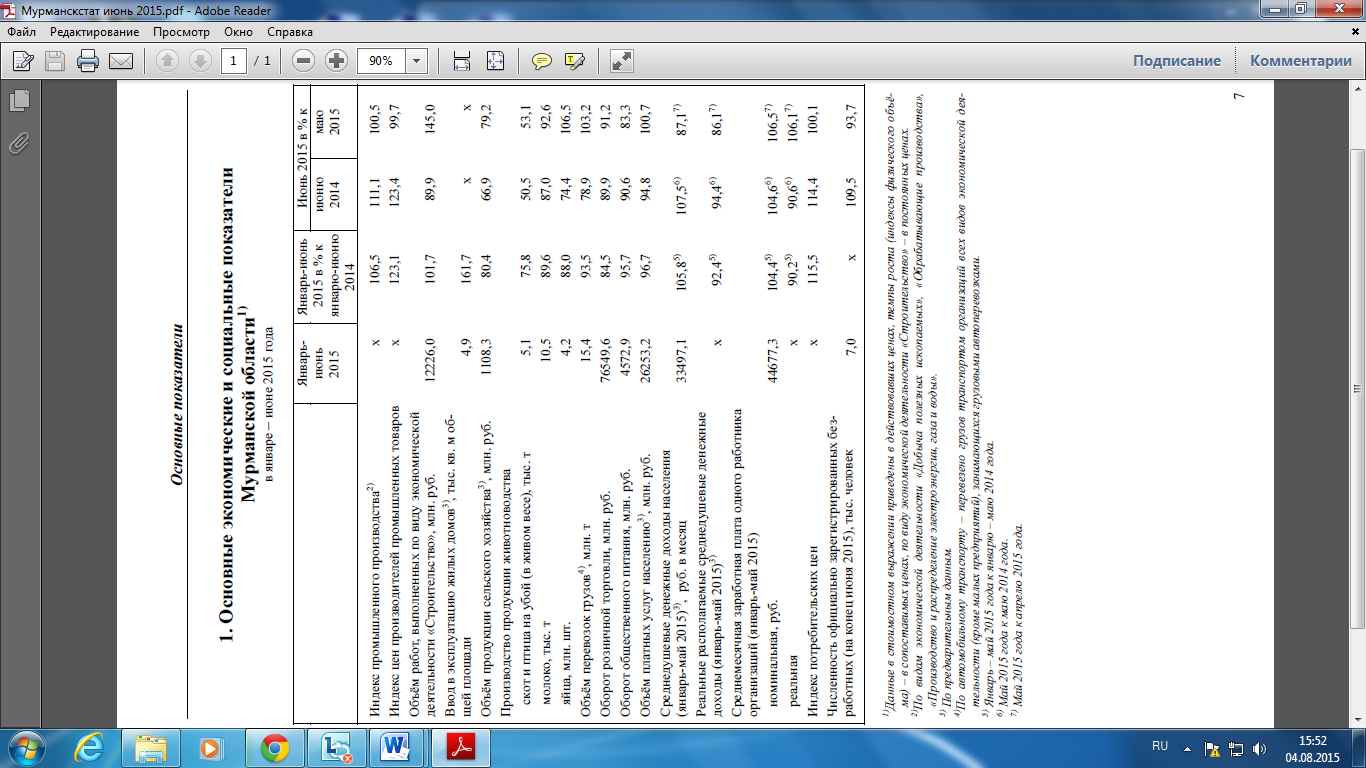 Мурманскстат июнь 2015.pdf - Adobe Reader
Файл Редактирование Просмотр Окно Справка
1 / 1 90% Подписание Комментарии
Основные показатели
1. Основные экономические и социальные показатели
Мурманской области1)
в январе – июне 2015 года
Январь-июнь 2015 | Январь-июнь 2015 в % к январю-июню 2014 | Июнь 2015 в % к июню 2014 | маю 2015
Индекс промышленного производства2) x 106,5 111,1 100,5
Индекс цен производителей промышленных товаров x 123,1 123,4 99,7
Объём работ, выполненных по виду экономической
деятельности «Строительство», млн. руб. 12226,0 101,7 89,9 145,0
Ввод в эксплуатацию жилых домов3), тыс. кв. м об-
щей площади 4,9 161,7 x x
Объём продукции сельского хозяйства3), млн. руб. 1108,3 80,4 66,9 79,2
Производство продукции животноводства
скот и птица на убой (в живом весе), тыс. т 5,1 75,8 50,5 53,1
молоко, тыс. т 10,5 89,6 87,0 92,6
яйца, млн. шт. 4,2 88,0 74,4 106,5
Объём перевозок грузов4), млн. т 15,4 93,5 78,9 103,2
Оборот розничной торговли, млн. руб. 76549,6 84,5 89,9 91,2
Оборот общественного питания, млн. руб. 4572,9 95,7 90,6 83,3
Объём платных услуг населению3), млн. руб. 26253,2 96,7 94,8 100,7
Среднедушевые денежные доходы населения
(январь-май 2015)3), руб. в месяц 33497,1 105,85) 107,56) 87,17)
Реальные располагаемые среднедушевые денежные
доходы (январь-май 2015)3) x 92,45) 94,46) 86,17)
Среднемесячная заработная плата одного работника
организаций (январь-май 2015)
номинальная, руб. 44677,3 104,45) 104,66) 106,57)
реальная x 90,25) 90,66) 106,17)
Индекс потребительских цен x 115,5 114,4 100,1
Численность официально зарегистрированных без-
работных (на конец июня 2015), тыс. человек 7,0 x 109,5 93,7
1)Данные в стоимостном выражении приведены в действовавших ценах, темпы роста (индексы физического объё-
ма) – в сопоставимых ценах, по виду экономической деятельности «Строительство» – в постоянных ценах.
2)По видам экономической деятельности «Добыча полезных ископаемых», «Обрабатывающие производства»,
«Производство и распределение электроэнергии, газа и воды».
3) По предварительным данным.
4)По автомобильному транспорту – перевезено грузов транспортом организаций всех видов экономической дея-
тельности (кроме малых предприятий), занимающихся грузовыми автоперевозками.
5) Январь – май 2015 года к январю – маю 2014 года.
6) Май 2015 года к маю 2014 года.
7) Май 2015 года к апрелю 2015 года.
7
RU 15:52
04.08.2015